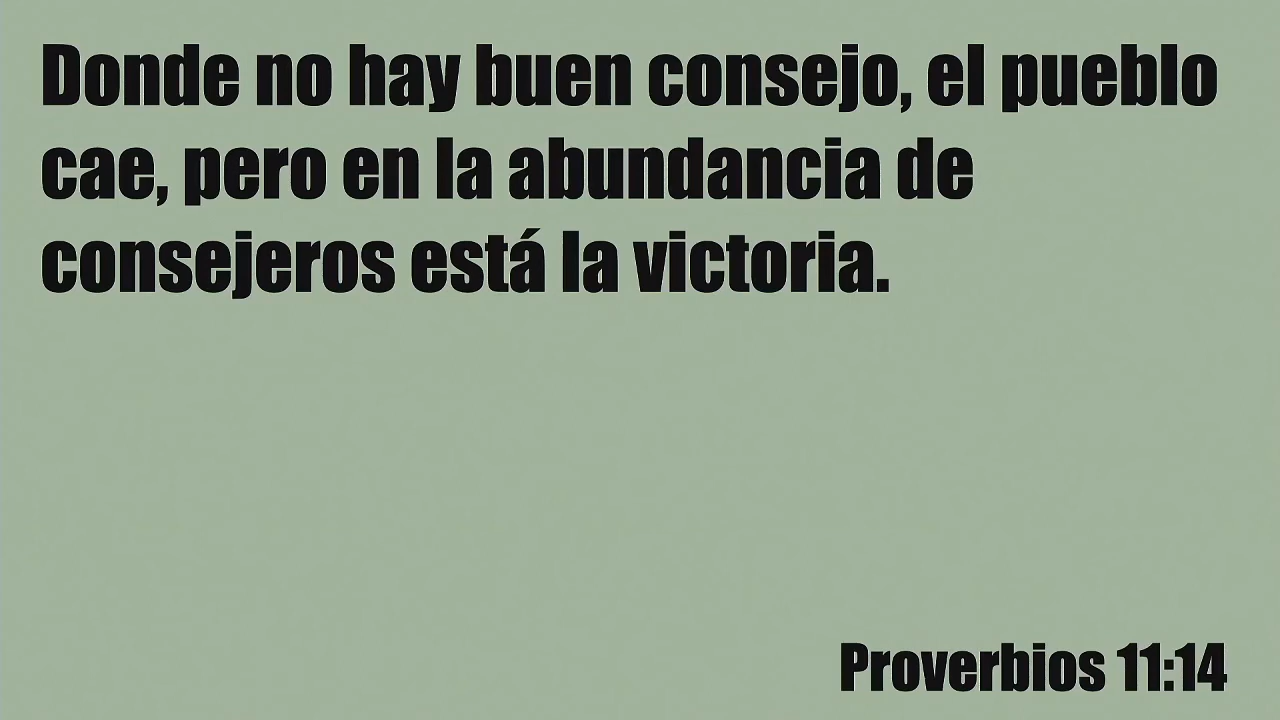 Donde no hay buen consejo, el pueblo
cae, pero en la abundancia de
consejeros está la victoria.
Proverbios 11:14